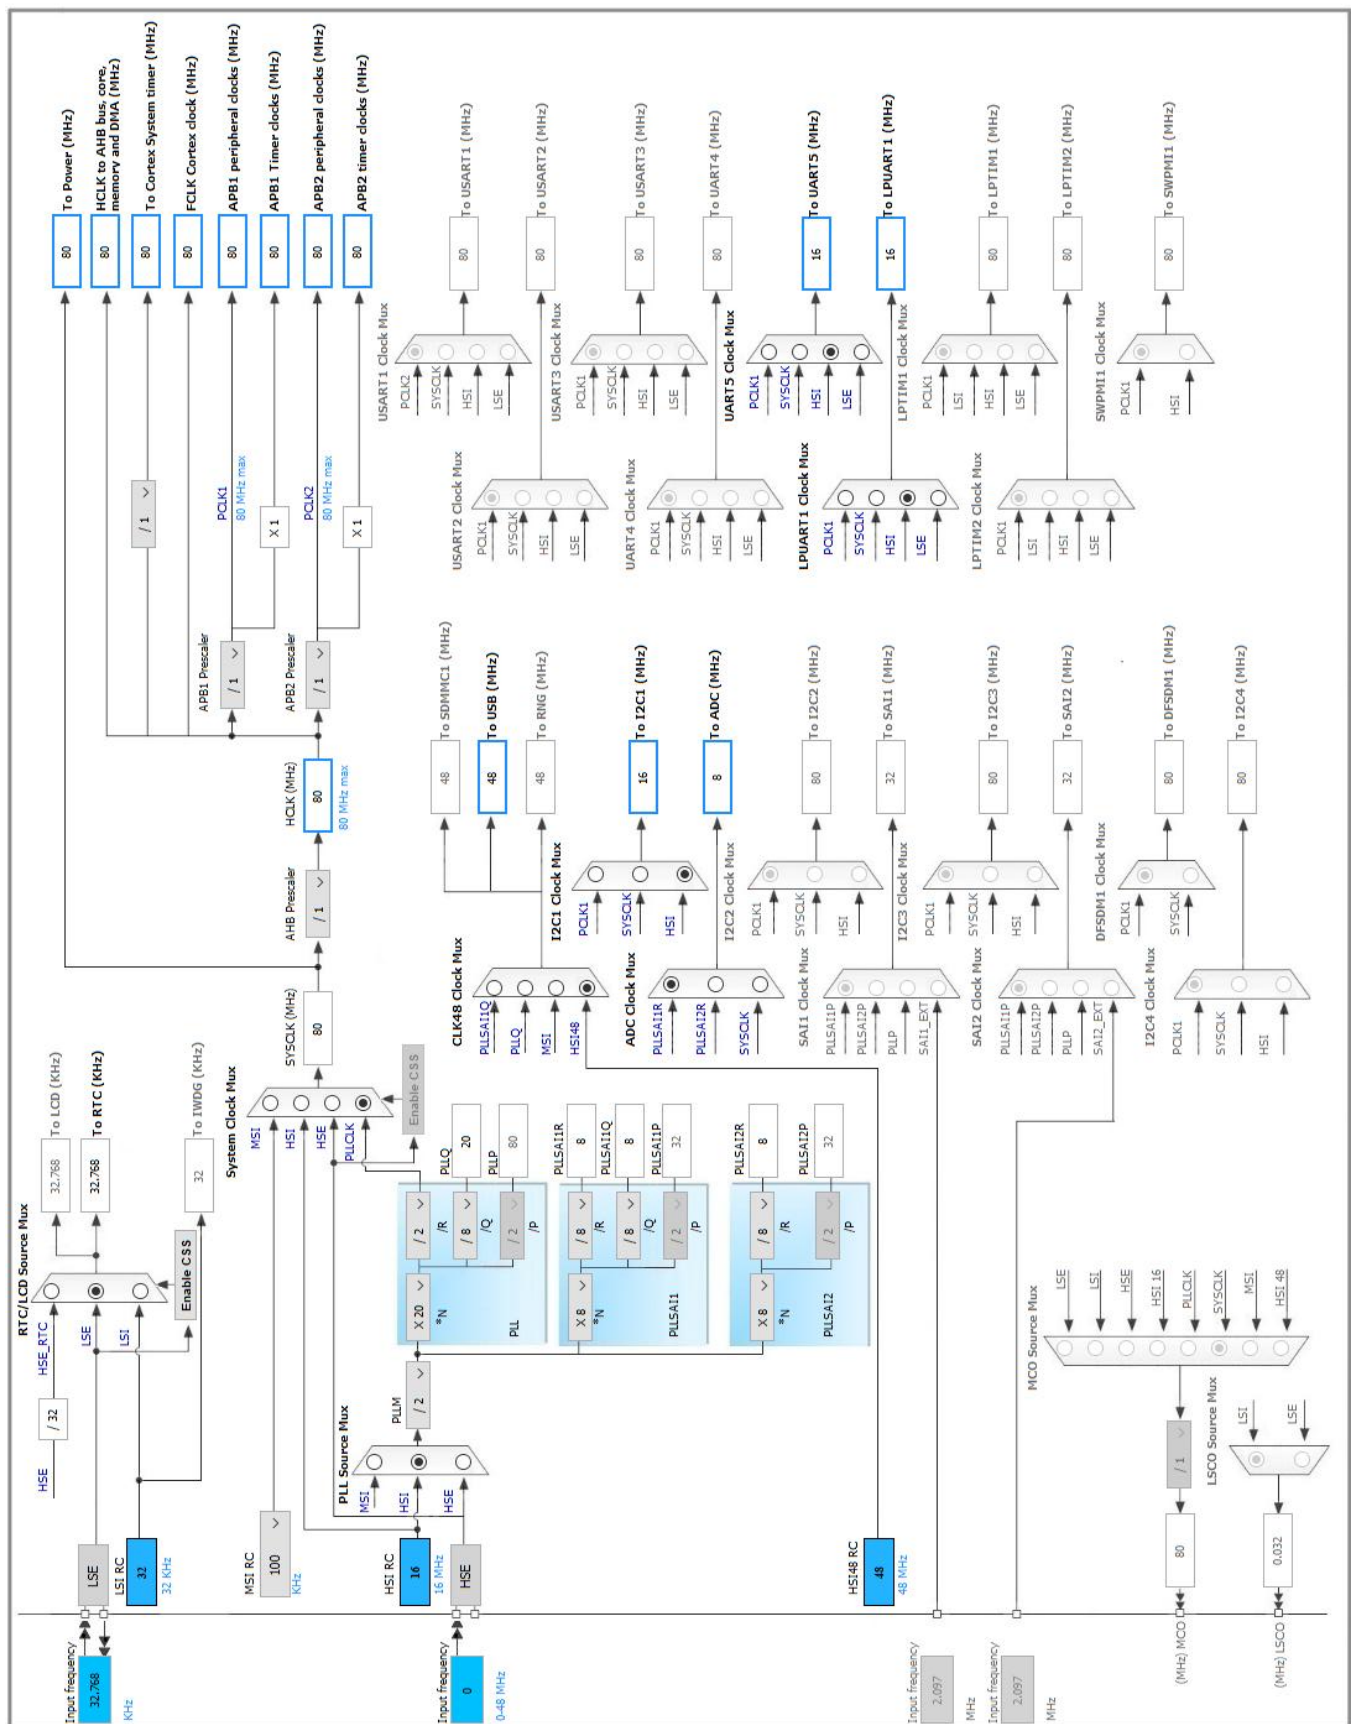 RTC/LCD Source Mux
HSE
/ 32
HSE_RTC
LSE
LSI
32.768
To LCD (KHz)
32.768
To RTC (KHz)
Enable CSS
32
To IWDG (KHz)
Input frequency
32.768
KHz
LSE
LSI RC
32
32 KHz
MSI RC
100
KHz
HSI RC
16
16 MHz
Input frequency
0
0-48 MHz
HSE
System Clock Mux
MSI
HSI
HSE
PLLCLK
Enable CSS
SYSCLK (MHz)
80
AHB Prescaler
/ 1
HCLK (MHz)
80
80 MHz max
APB1 Prescaler
/ 1
APB2 Prescaler
/ 1
/ 1
PCLK1
80 MHz max
X 1
PCLK2
80 MHz max
X 1
80
To Power (MHz)
80
HCLK to AHB bus, core,
memory and DMA (MHz)
80
To Cortex System timer (MHz)
80
FCLK Cortex clock (MHz)
80
APB1 peripheral clocks (MHz)
80
APB1 Timer clocks (MHz)
80
APB2 peripheral clocks (MHz)
80
APB2 timer clocks (MHz)
PLL Source Mux
MSI
HSI
HSE
PLLM
/ 2
X 20
*N
PLL
/ 2
/R
/ 8
/Q
/ 2
/P
PLLQ
20
PLLP
80
X 8
*N
PLLSAI1
/ 8
/R
/ 8
/Q
/ 2
/P
PLLSAI1R
8
PLLSAI1Q
8
PLLSAI1P
32
X 8
*N
PLLSAI2
/ 8
/R
/ 2
/P
PLLSAI2R
8
PLLSAI2P
32
HSI48 RC
48
48 MHz
CLK48 Clock Mux
PLLSAI1Q
PLLQ
MSI
HSI48
48
To SDMMC1 (MHz)
48
To USB (MHz)
48
To RNG (MHz)
I2C1 Clock Mux
PCLK1
SYSCLK
HSI
16
To I2C1 (MHz)
ADC Clock Mux
PLLSAI1R
PLLSAI2R
SYSCLK
8
To ADC (MHz)
I2C2 Clock Mux
PCLK1
SYSCLK
HSI
80
To I2C2 (MHz)
SAI1 Clock Mux
PLLSAI1P
PLLSAI2P
PLLP
SAI1_EXT
32
To SAI1 (MHz)
I2C3 Clock Mux
PCLK1
SYSCLK
HSI
80
To I2C3 (MHz)
SAI2 Clock Mux
PLLSAI1P
PLLSAI2P
PLLP
SAI2_EXT
32
To SAI2 (MHz)
DFSDM1 Clock Mux
PCLK1
SYSCLK
80
To DFSDM1 (MHz)
I2C4 Clock Mux
PCLK1
SYSCLK
HSI
80
To I2C4 (MHz)
USART1 Clock Mux
PCLK2
SYSCLK
HSI
LSE
80
To USART1 (MHz)
USART2 Clock Mux
PCLK1
SYSCLK
HSI
LSE
80
To USART2 (MHz)
USART3 Clock Mux
PCLK1
SYSCLK
HSI
LSE
80
To USART3 (MHz)
UART4 Clock Mux
PCLK1
SYSCLK
HSI
LSE
80
To UART4 (MHz)
UART5 Clock Mux
PCLK1
SYSCLK
HSI
LSE
16
To UART5 (MHz)
LPUART1 Clock Mux
PCLK1
SYSCLK
HSI
LSE
16
To LPUART1 (MHz)
LPTIM1 Clock Mux
PCLK1
LSI
HSI
LSE
80
To LPTIM1 (MHz)
LPTIM2 Clock Mux
PCLK1
LSI
HSI
LSE
80
To LPTIM2 (MHz)
SWPMI1 Clock Mux
PCLK1
HSI
80
To SWPMI1 (MHz)
Input frequency
2.097
MHz
Input frequency
2.097
MHz
MCO Source Mux
LSE
LSI
HSE
HSI 16
PLLCLK
SYSCLK
MSI
HSI 48
/ 1
80
(MHz) MCO
LSCO Source Mux
LSI
LSE
0.032
(MHz) LSCO